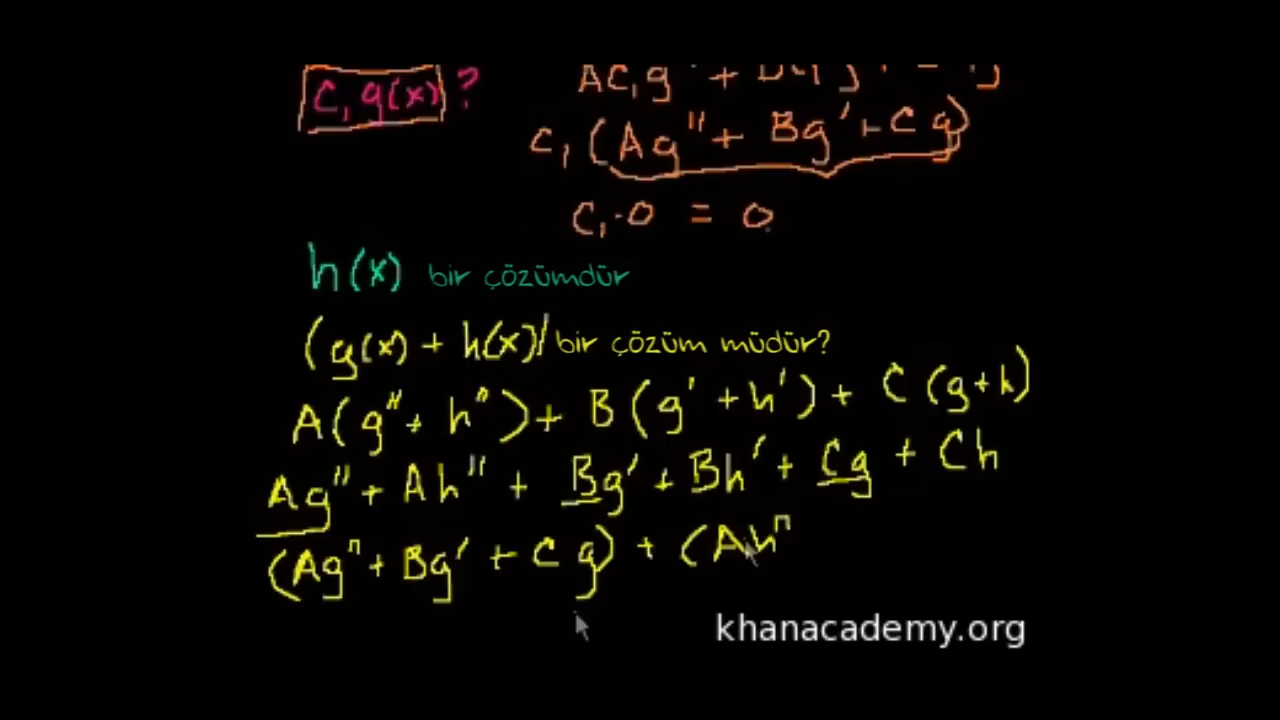 C₁g(x) ?
C₁(Ag'' + Bg' + Cg)
C₁·0 = 0
h(x) bir çözümdür
(g(x) + h(x)) bir çözüm müdür?
A(g'' + h'') + B(g' + h') + C(g+h)
Ag'' + Ah'' + Bg' + Bh' + Cg + Ch
(Ag'' + Bg' + Cg) + (Ah''
khanacademy.org